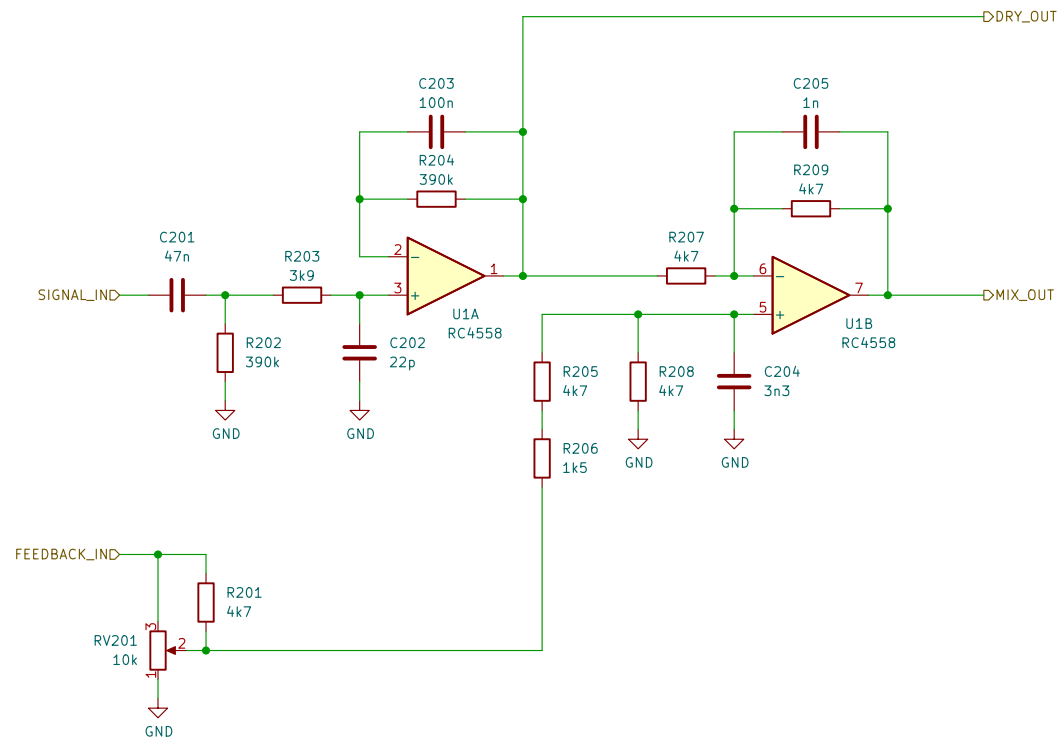 DRY_OUT
C203
100n
C205
1n
R204
390k
R209
4k7
C201
47n
R203
3k9
R207
4k7
2
-
1
6
-
7
SIGNAL_IN
3
+
MIX_OUT
5
+
U1A
RC4558
U1B
RC4558
R202
390k
C202
22p
R205
4k7
R208
4k7
C204
3n3
GND
GND
R206
1k5
GND
GND
FEEDBACK_IN
R201
4k7
3
RV201
10k
2
1
GND